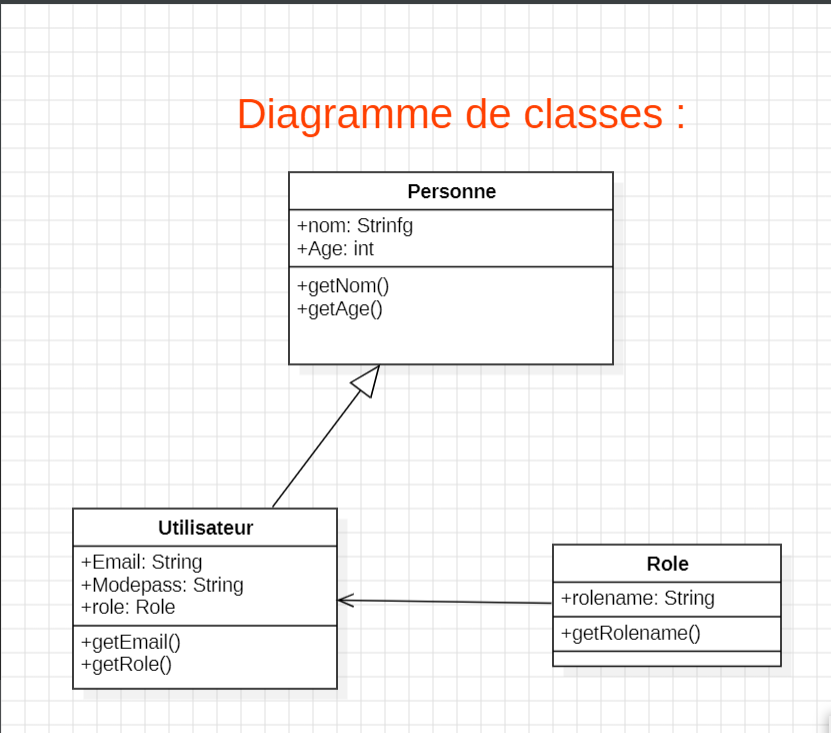 Diagramme de classes :
Personne
+nom: Strinfg
+Age: int
+getNom()
+getAge()
Utilisateur
+Email: String
+Modepass: String
+role: Role
+getEmail()
+getRole()
Role
+rolename: String
+getRolename()